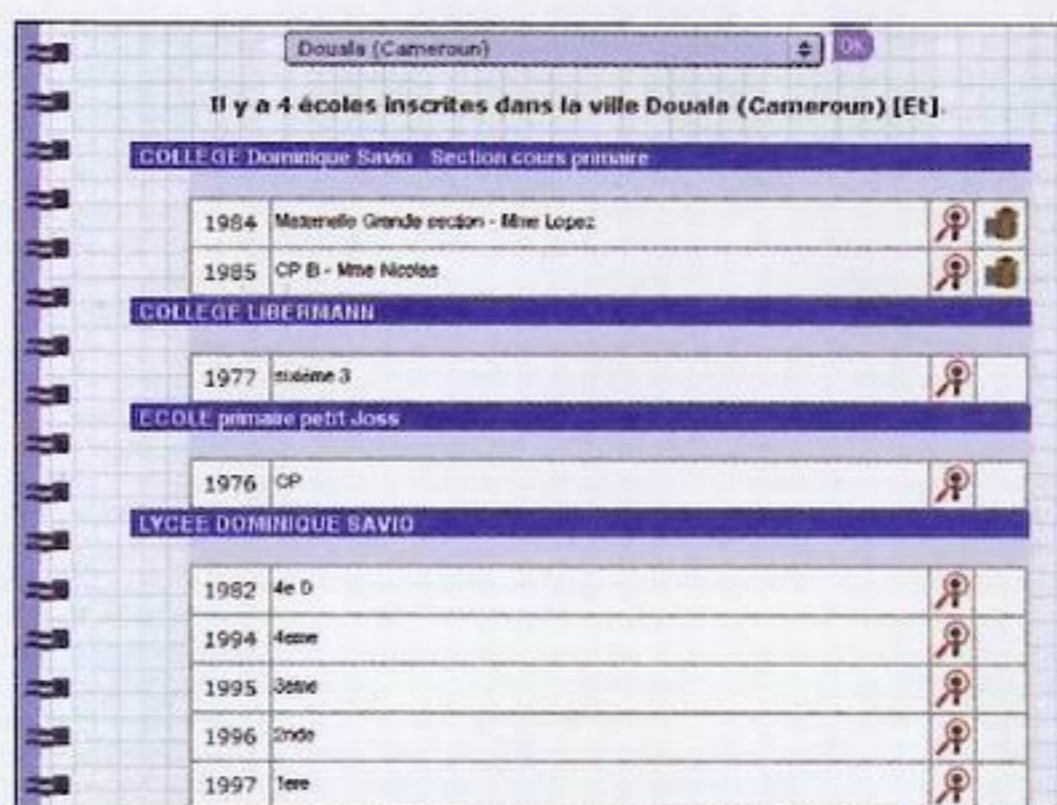 Douala (Cameroun) OK
Il y a 4 écoles inscrites dans la ville Douala (Cameroun) [Et].
COLLEGE Dominique Savio Section cours primaire
1984 Maternelle Grande section - Mme Lopez
1985 CP B - Mme Nicolas
COLLEGE LIBERMANN
1977 sixième 3
ECOLE primaire petit Joss
1976 CP
LYCEE DOMINIQUE SAVIO
1982 4e D
1994 4eme
1995 3eme
1996 2nde
1997 1ere